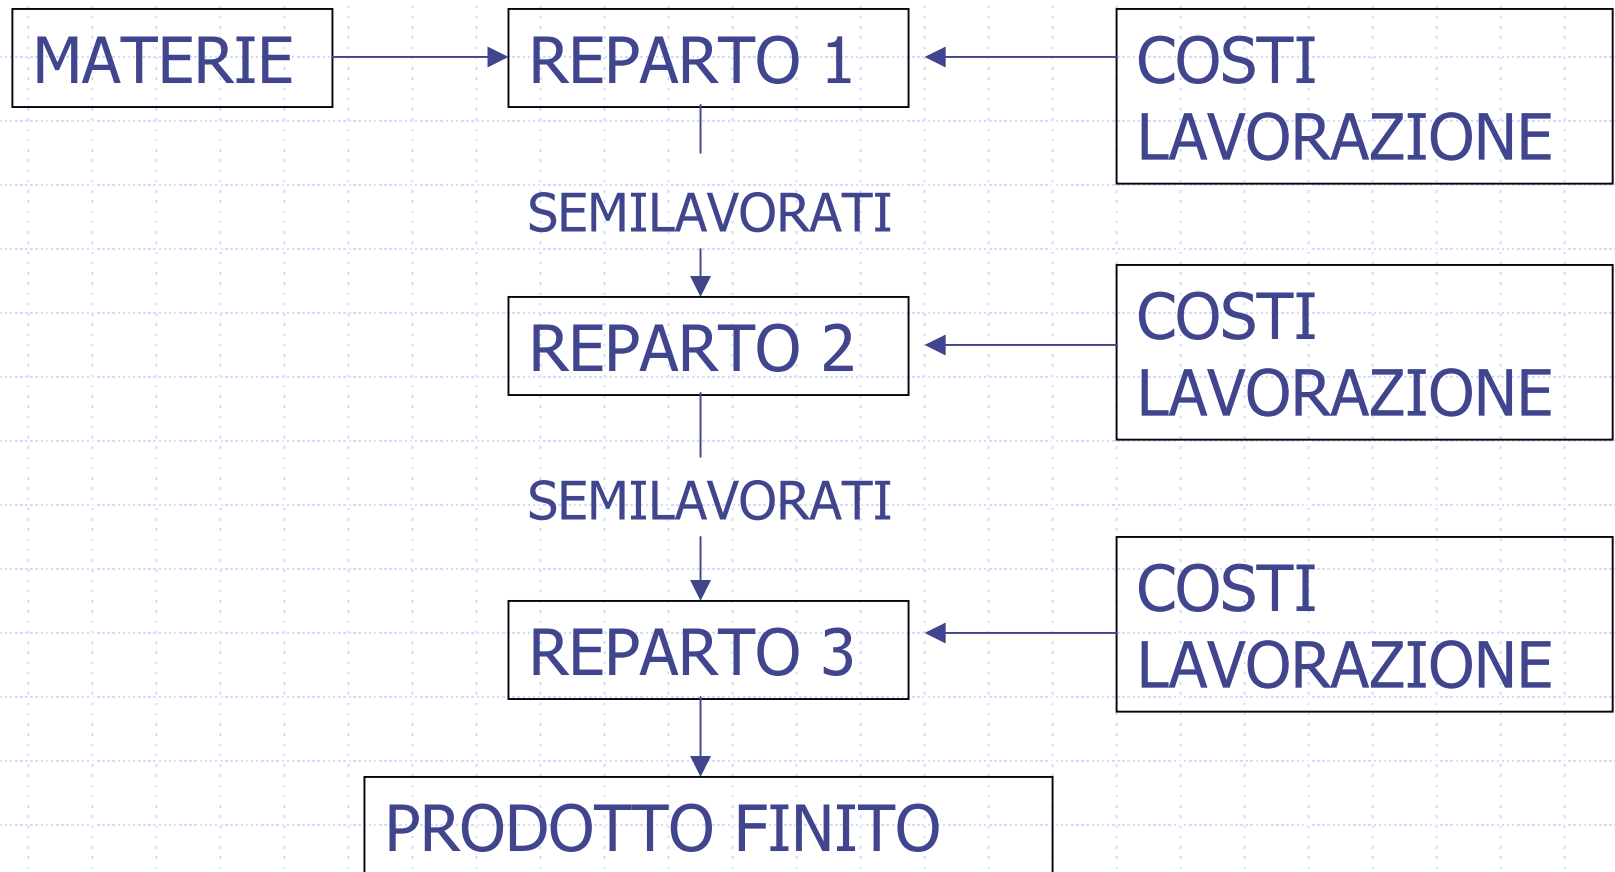 MATERIE
REPARTO 1
COSTI
LAVORAZIONE
SEMILAVORATI
REPARTO 2
COSTI
LAVORAZIONE
SEMILAVORATI
REPARTO 3
COSTI
LAVORAZIONE
PRODOTTO FINITO